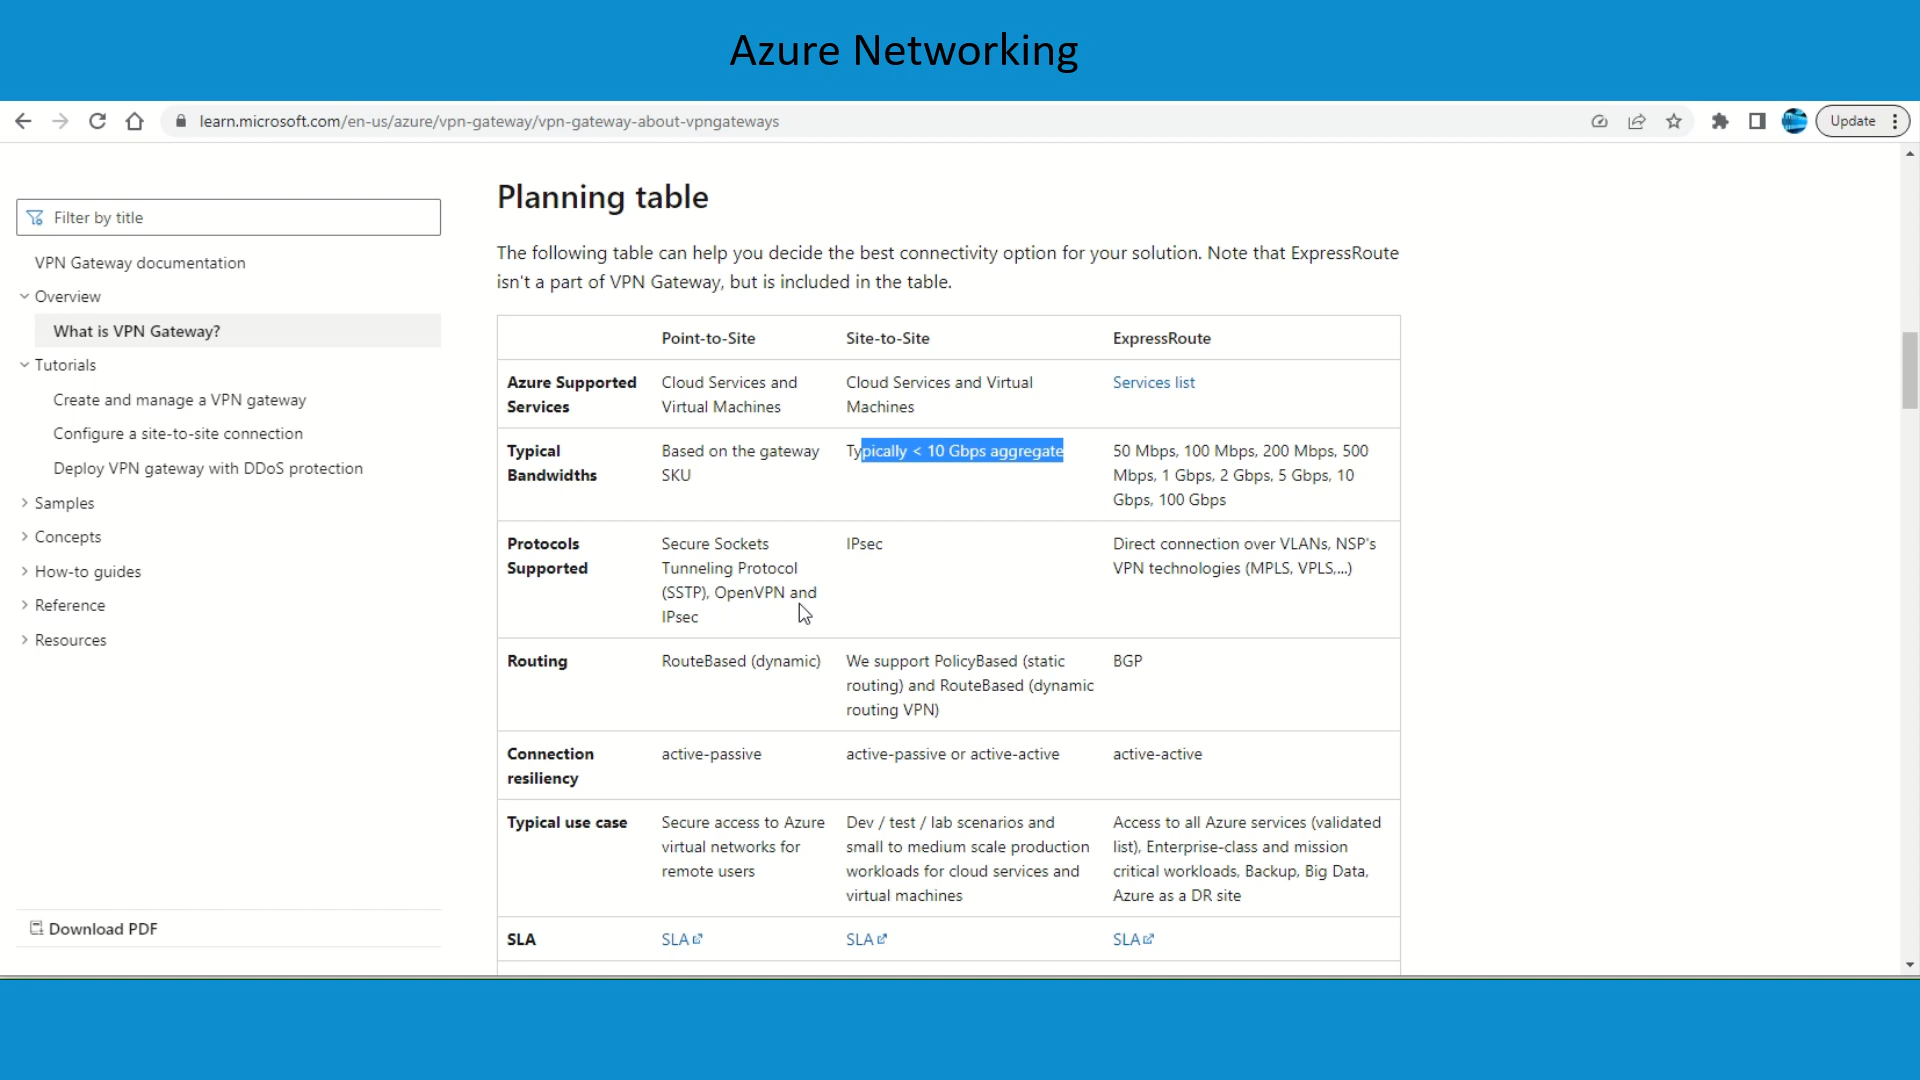 Azure Networking
learn.microsoft.com/en-us/azure/vpn-gateway/vpn-gateway-about-vpngateways
Update
Filter by title
VPN Gateway documentation
Overview
What is VPN Gateway?
Tutorials
Create and manage a VPN gateway
Configure a site-to-site connection
Deploy VPN gateway with DDoS protection
Samples
Concepts
How-to guides
Reference
Resources
Download PDF
Planning table
The following table can help you decide the best connectivity option for your solution. Note that ExpressRoute
isn't a part of VPN Gateway, but is included in the table.
Point-to-Site Site-to-Site ExpressRoute
Azure Supported
Services
Cloud Services and
Virtual Machines
Cloud Services and Virtual
Machines
Services list
Typical
Bandwidths
Based on the gateway
SKU
Typically < 10 Gbps aggregate
50 Mbps, 100 Mbps, 200 Mbps, 500
Mbps, 1 Gbps, 2 Gbps, 5 Gbps, 10
Gbps, 100 Gbps
Protocols
Supported
Secure Sockets
Tunneling Protocol
(SSTP), OpenVPN and
IPsec
IPsec
Direct connection over VLANs, NSP's
VPN technologies (MPLS, VPLS,...)
Routing
RouteBased (dynamic)
We support PolicyBased (static
routing) and RouteBased (dynamic
routing VPN)
BGP
Connection
resiliency
active-passive
active-passive or active-active
active-active
Typical use case
Secure access to Azure
virtual networks for
remote users
Dev / test / lab scenarios and
small to medium scale production
workloads for cloud services and
virtual machines
Access to all Azure services (validated
list), Enterprise-class and mission
critical workloads, Backup, Big Data,
Azure as a DR site
SLA
SLA
SLA
SLA